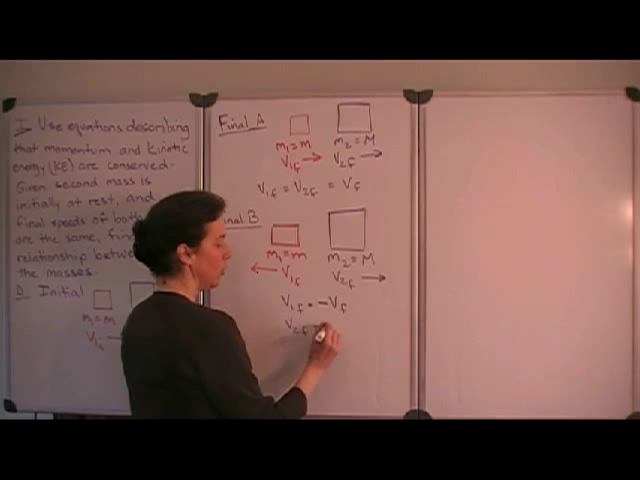 I. Use equations describing
that momentum and kinetic
energy (KE) are conserved.
Given second mass is
initially at rest, and
final speeds of both
are the same, find
relationship between
the masses.
D Initial
m₁ = m
V₁
Final A
m₁ = m m₂ = M
V₁f → V₂f →
V₁f = V₂f = Vf
Final B
m₁ = m m₂ = M
← V₁f V₂f →
V₁f = -Vf
V₂f =